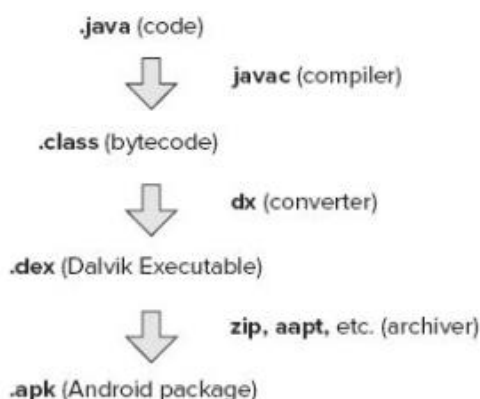 .java (code)
javac (compiler)
.class (bytecode)
dx (converter)
.dex (Dalvik Executable)
zip, aapt, etc. (archiver)
.apk (Android package)